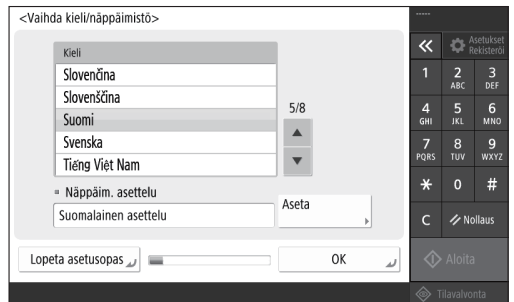 <Vaihda kieli/näppäimistö>
Kieli
Slovenčina
Slovenščina
Suomi
Svenska
Tiếng Việt Nam
5/8
Näppäim. asettelu
Suomalainen asettelu
Aseta
Lopeta asetusopas
OK
-----
Asetukset
Rekisteröi
1 2 3
ABC DEF
4 5 6
GHI JKL MNO
7 8 9
PQRS TUV WXYZ
* 0 #
C Nollaus
Aloita
Tilavalvonta